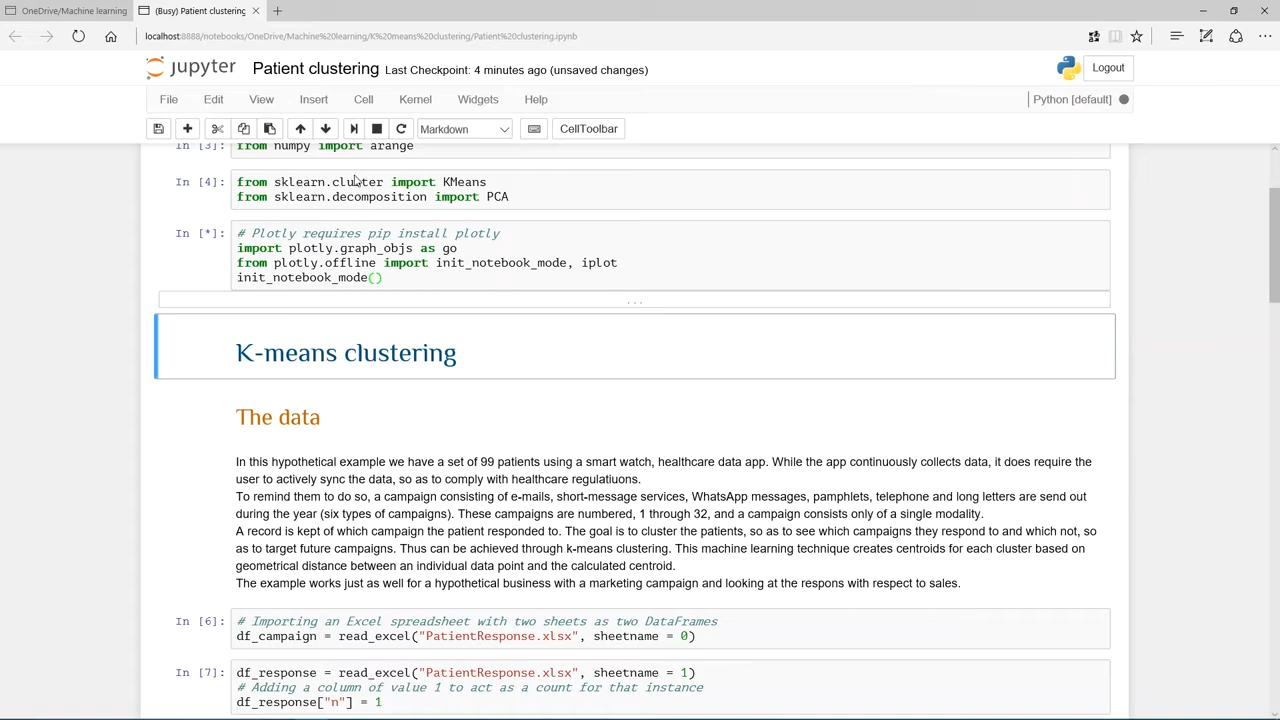 OneDrive/Machine learning
(Busy) Patient clustering
localhost:8888/notebooks/OneDrive/Machine%20learning/K%20means%20clustering/Patient%20clustering.ipynb
jupyter Patient clustering Last Checkpoint: 4 minutes ago (unsaved changes)
Logout
File Edit View Insert Cell Kernel Widgets Help
Python [default]
Markdown
CellToolbar
In [3]: from numpy import arange
In [4]: from sklearn.cluster import KMeans
from sklearn.decomposition import PCA
In [*]: # Plotly requires pip install plotly
import plotly.graph_objs as go
from plotly.offline import init_notebook_mode, iplot
init_notebook_mode()
...
K-means clustering
The data
In this hypothetical example we have a set of 99 patients using a smart watch, healthcare data app. While the app continuously collects data, it does require the
user to actively sync the data, so as to comply with healthcare regulatiuons.
To remind them to do so, a campaign consisting of e-mails, short-message services, WhatsApp messages, pamphlets, telephone and long letters are send out
during the year (six types of campaigns). These campaigns are numbered, 1 through 32, and a campaign consists only of a single modality.
A record is kept of which campaign the patient responded to. The goal is to cluster the patients, so as to see which campaigns they respond to and which not, so
as to target future campaigns. Thus can be achieved through k-means clustering. This machine learning technique creates centroids for each cluster based on
geometrical distance between an individual data point and the calculated centroid.
The example works just as well for a hypothetical business with a marketing campaign and looking at the respons with respect to sales.
In [6]: # Importing an Excel spreadsheet with two sheets as two DataFrames
df_campaign = read_excel("PatientResponse.xlsx", sheetname = 0)
In [7]: df_response = read_excel("PatientResponse.xlsx", sheetname = 1)
# Adding a column of value 1 to act as a count for that instance
df_response["n"] = 1